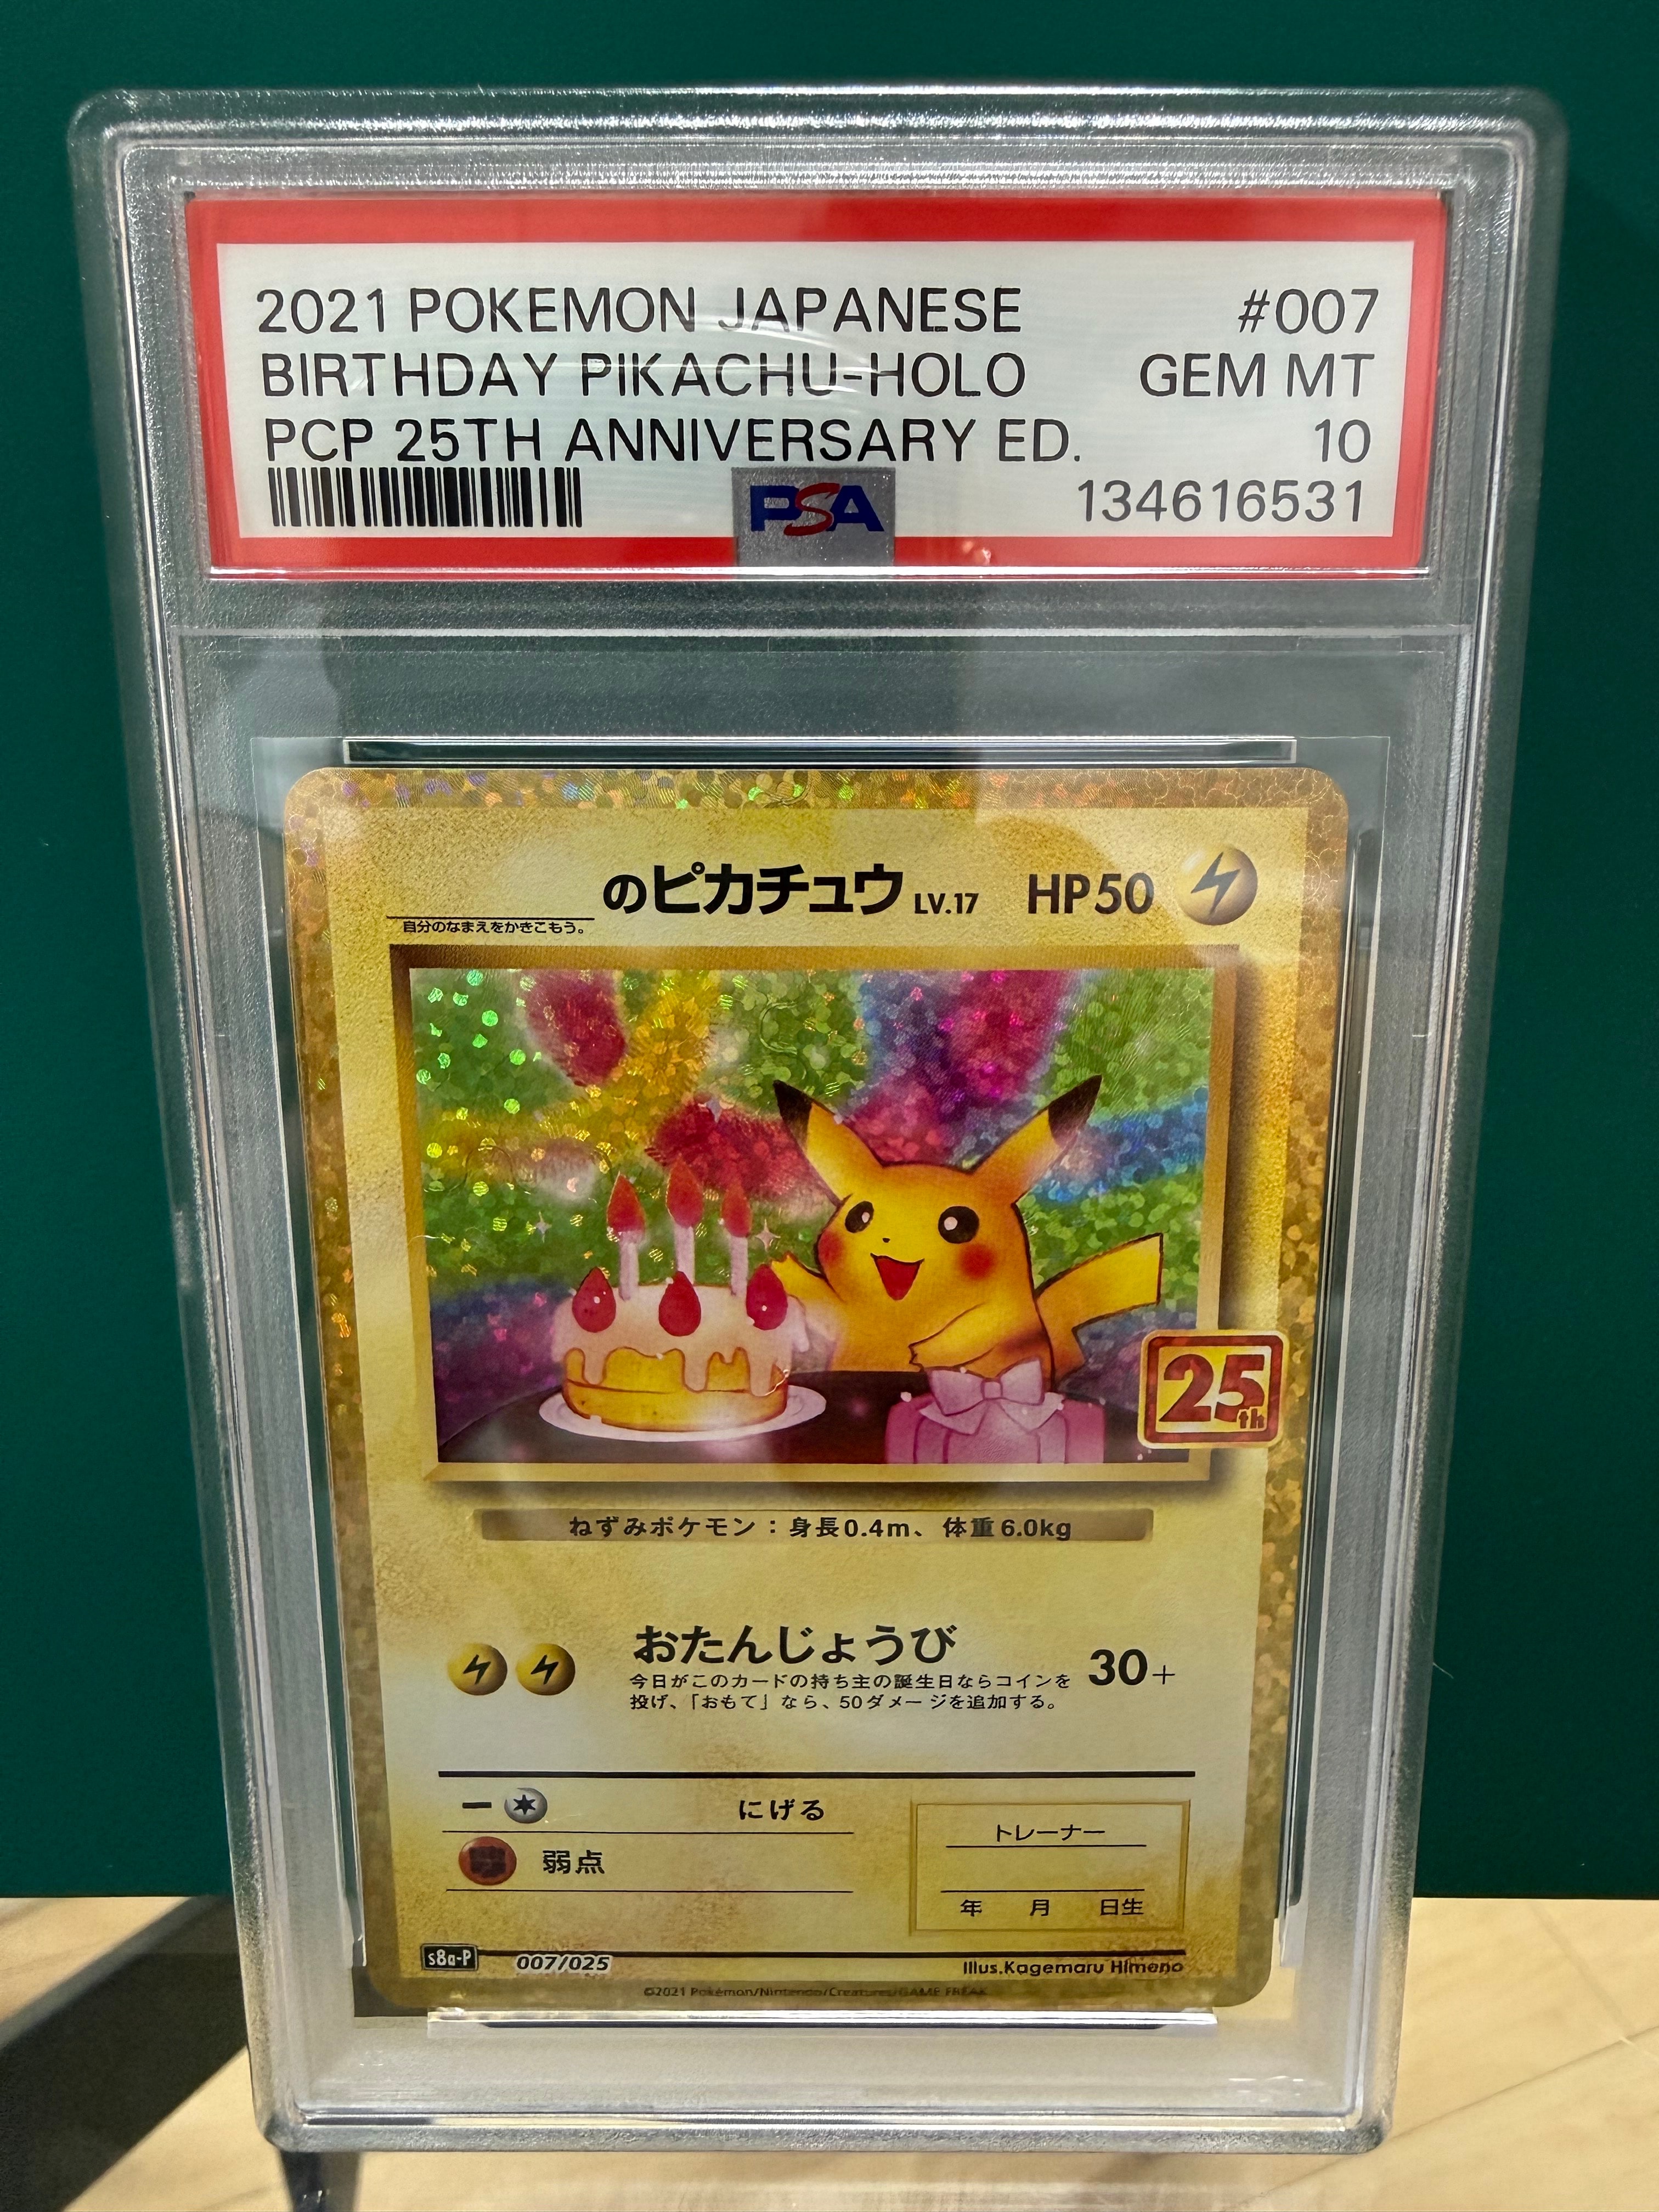 2021 POKEMON JAPANESE #007
BIRTHDAY PIKACHU-HOLO GEM MT
PCP 25TH ANNIVERSARY ED. 10
PSA 134616531
のピカチュウ LV.17 HP50
自分のなまえをかきこもう。
25th
ねずみポケモン：身長0.4m、体重6.0kg
おたんじょうび 30+
今日がこのカードの持ち主の誕生日ならコインを
投げ、「おもて」なら、50ダメージを追加する。
にげる
トレーナー
弱点
年 月 日生
s8a-P 007/025 Illus.Kagemaru Himeno
©2021 Pokémon/Nintendo/Creatures/GAME FREAK